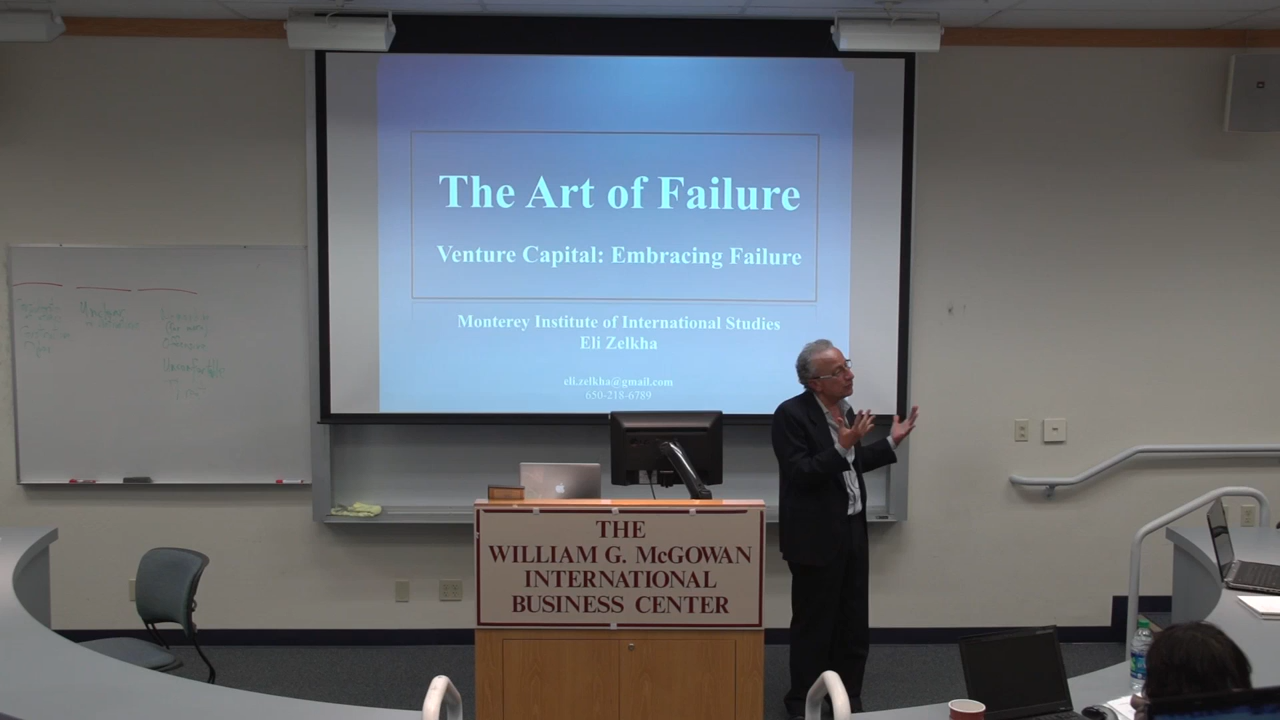 The Art of Failure
Venture Capital: Embracing Failure
Monterey Institute of International Studies
Eli Zelkha
eli.zelkha@gmail.com
650-218-6789
THE
WILLIAM G. McGOWAN
INTERNATIONAL
BUSINESS CENTER